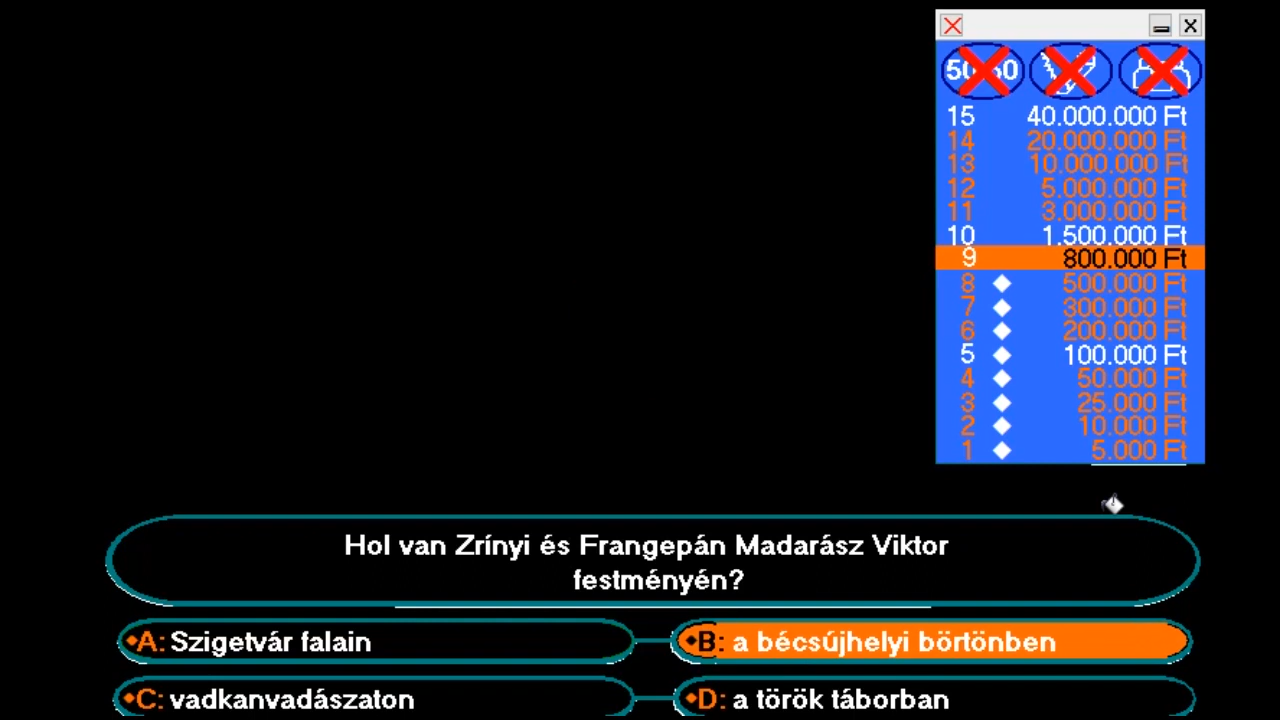 50:50
15 40.000.000 Ft
14 20.000.000 Ft
13 10.000.000 Ft
12 5.000.000 Ft
11 3.000.000 Ft
10 1.500.000 Ft
9 800.000 Ft
8 500.000 Ft
7 300.000 Ft
6 200.000 Ft
5 100.000 Ft
4 50.000 Ft
3 25.000 Ft
2 10.000 Ft
1 5.000 Ft
Hol van Zrínyi és Frangepán Madarász Viktor
festményén?
A: Szigetvár falain
B: a bécsújhelyi börtönben
C: vadkanvadászaton
D: a török táborban